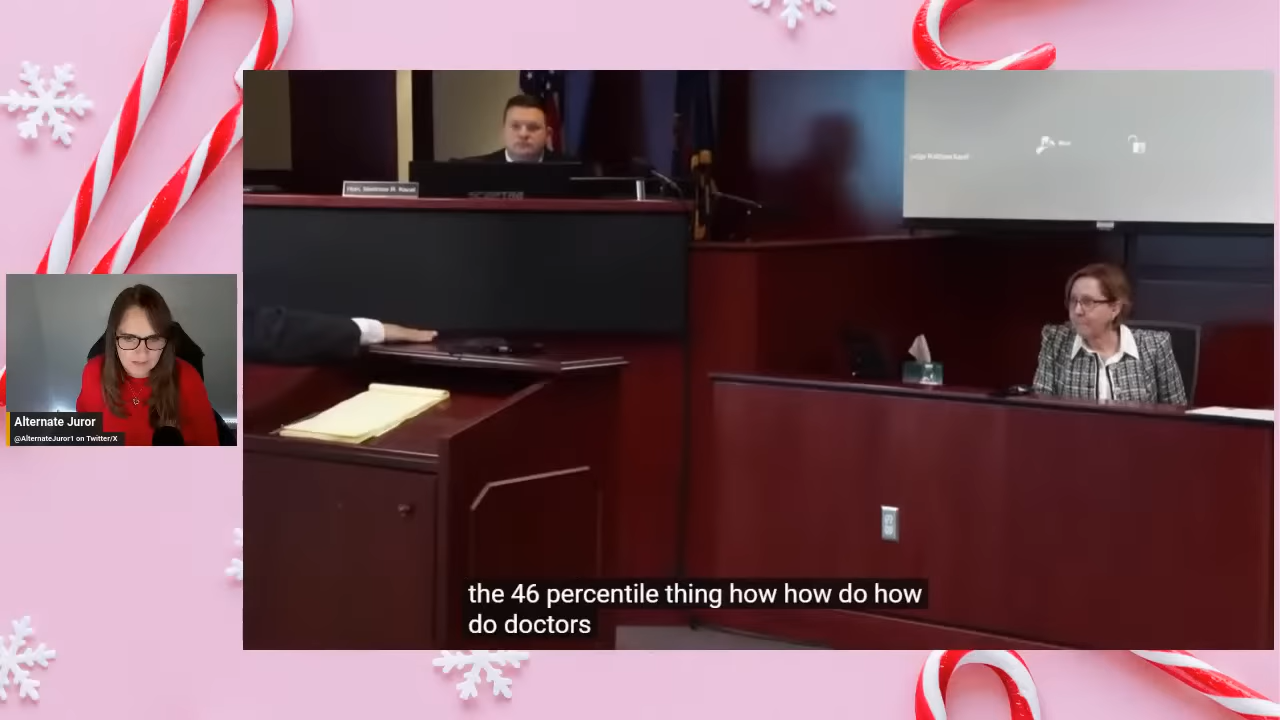 Alternate Juror
@AlternateJuror1 on Twitter/X
the 46 percentile thing how how do how
do doctors